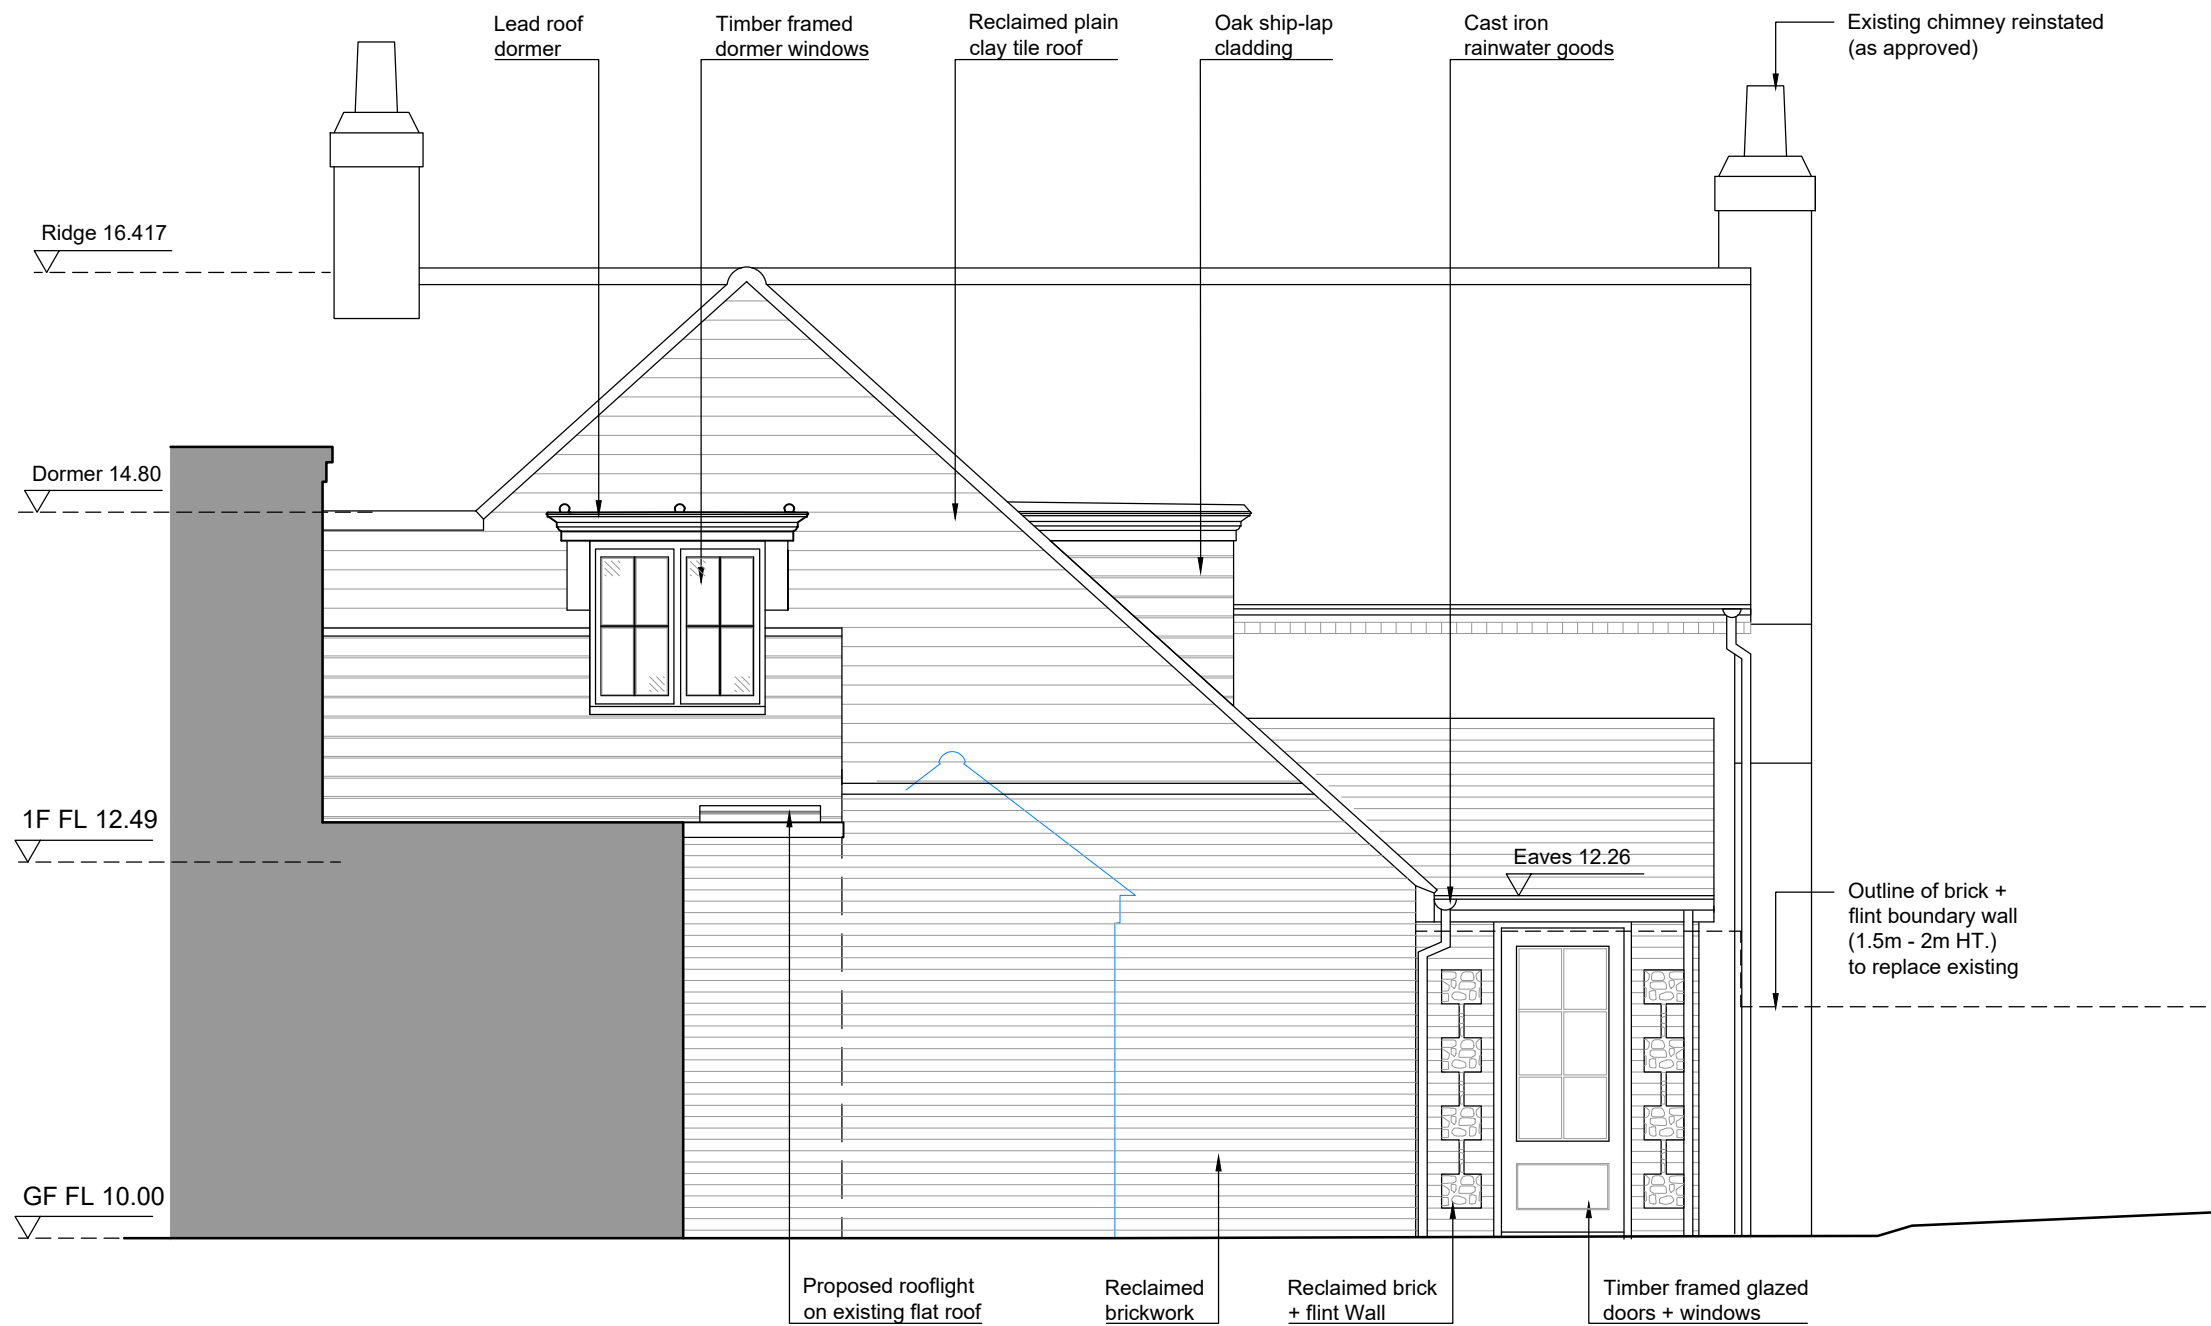 Lead roof
dormer
Timber framed
dormer windows
Reclaimed plain
clay tile roof
Oak ship-lap
cladding
Cast iron
rainwater goods
Existing chimney reinstated
(as approved)
Ridge 16.417
Dormer 14.80
1F FL 12.49
Eaves 12.26
Outline of brick +
flint boundary wall
(1.5m - 2m HT.)
to replace existing
GF FL 10.00
Proposed rooflight
on existing flat roof
Reclaimed
brickwork
Reclaimed brick
+ flint Wall
Timber framed glazed
doors + windows